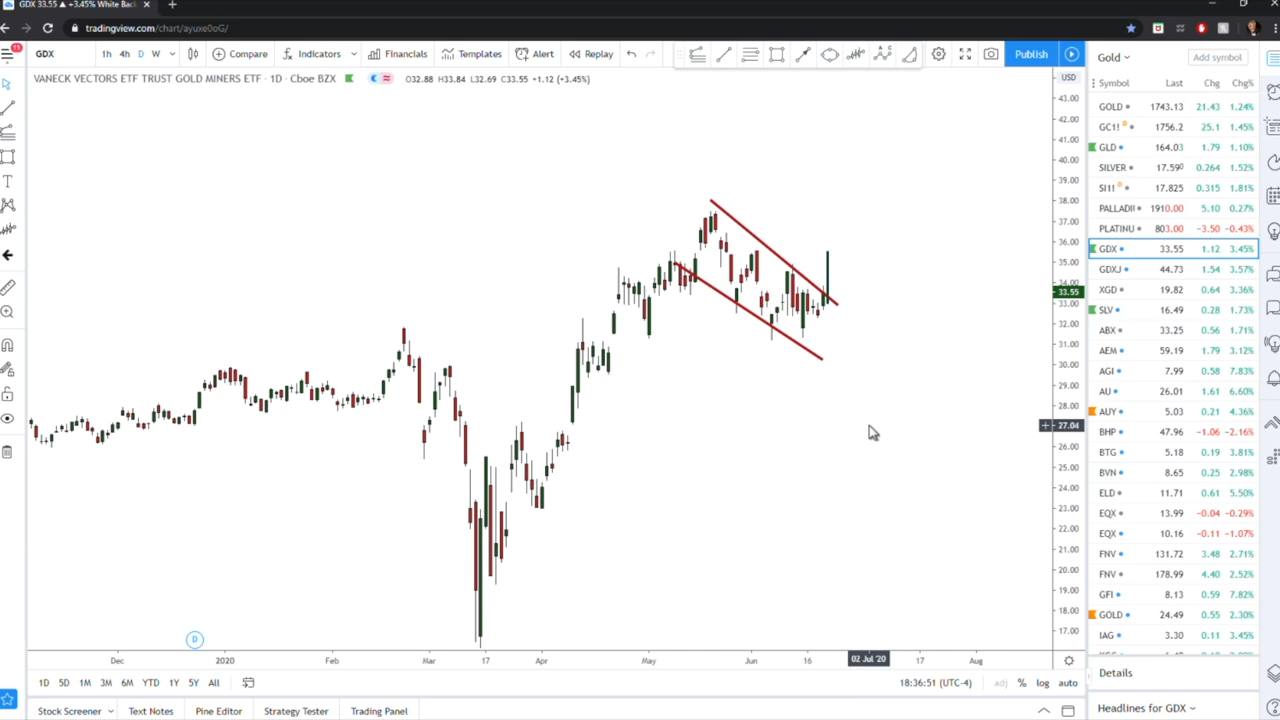 GDX 33.55 ▲ +3.45% White Bac
tradingview.com/chart/ayuxe0oG/
11
GDX 1h 4h D W Compare Indicators Financials Templates Alert Replay Publish
Gold Add symbol
VANECK VECTORS ETF TRUST GOLD MINERS ETF · 1D · Cboe BZX O32.88 H33.84 L32.69 C33.55 +1.12 (+3.45%)
USD
Symbol Last Chg Chg%
43.00
42.00
41.00
40.00
39.00
38.00
37.00
36.00
35.00
34.00
33.55
33.00
32.00
31.00
30.00
29.00
28.00
27.04
26.00
25.00
24.00
23.00
22.00
21.00
20.00
19.00
18.00
17.00
GOLD 1743.13 21.43 1.24%
GC1! D 1756.2 25.1 1.45%
GLD 164.03 1.79 1.10%
SILVER 17.590 0.264 1.52%
SI1! D 17.825 0.315 1.81%
PALLADII 1910.00 5.10 0.27%
PLATINU 803.00 −3.50 −0.43%
GDX 33.55 1.12 3.45%
GDXJ 44.73 1.54 3.57%
XGD 19.82 0.64 3.36%
SLV 16.49 0.28 1.73%
ABX 33.25 0.56 1.71%
AEM 59.19 1.79 3.12%
AGI 7.99 0.58 7.83%
AU 26.01 1.61 6.60%
AUY 5.03 0.21 4.36%
BHP 47.96 −1.06 −2.16%
BTG 5.18 0.19 3.81%
BVN 8.65 0.25 2.98%
ELD 11.71 0.61 5.50%
EQX 13.99 −0.04 −0.29%
EQX 10.16 −0.11 −1.07%
FNV 131.72 3.48 2.71%
FNV 178.99 4.40 2.52%
GFI 8.13 0.59 7.82%
GOLD 24.49 0.55 2.30%
IAG 3.30 0.11 3.45%
D
Dec 2020 Feb Mar 17 Apr May Jun 16 02 Jul '20 17 Aug
Details
1D 5D 1M 3M 6M YTD 1Y 5Y All 18:36:51 (UTC-4) adj % log auto
Stock Screener Text Notes Pine Editor Strategy Tester Trading Panel
Headlines for GDX